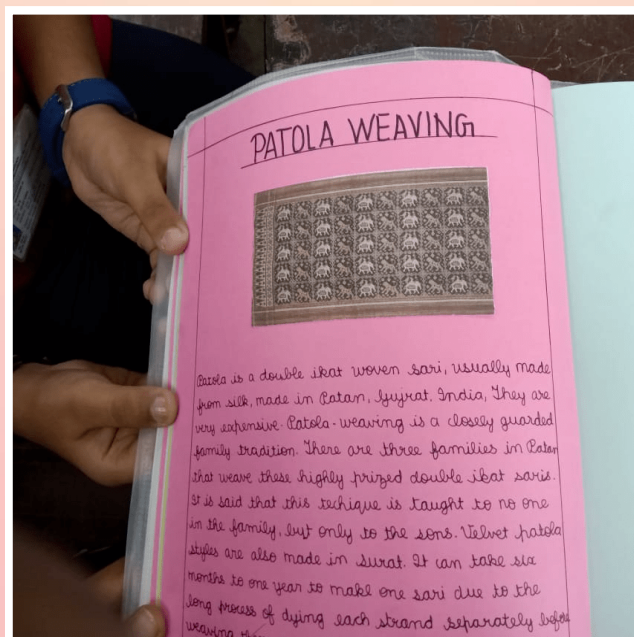 PATOLA WEAVING
Patola is a double ikat woven sari, usually made
from silk, made in Patan, Gujrat, India, They are
very expensive. Patola-weaving is a closely guarded
family tradition. There are three families in Patan
that weave these highly prized double ikat saris.
It is said that this techique is taught to no one
in the family, but only to the sons. Velvet patola
styles are also made in Surat. It can take six
months to one year to make one sari due to the
long process of dying each strand separately before
weaving